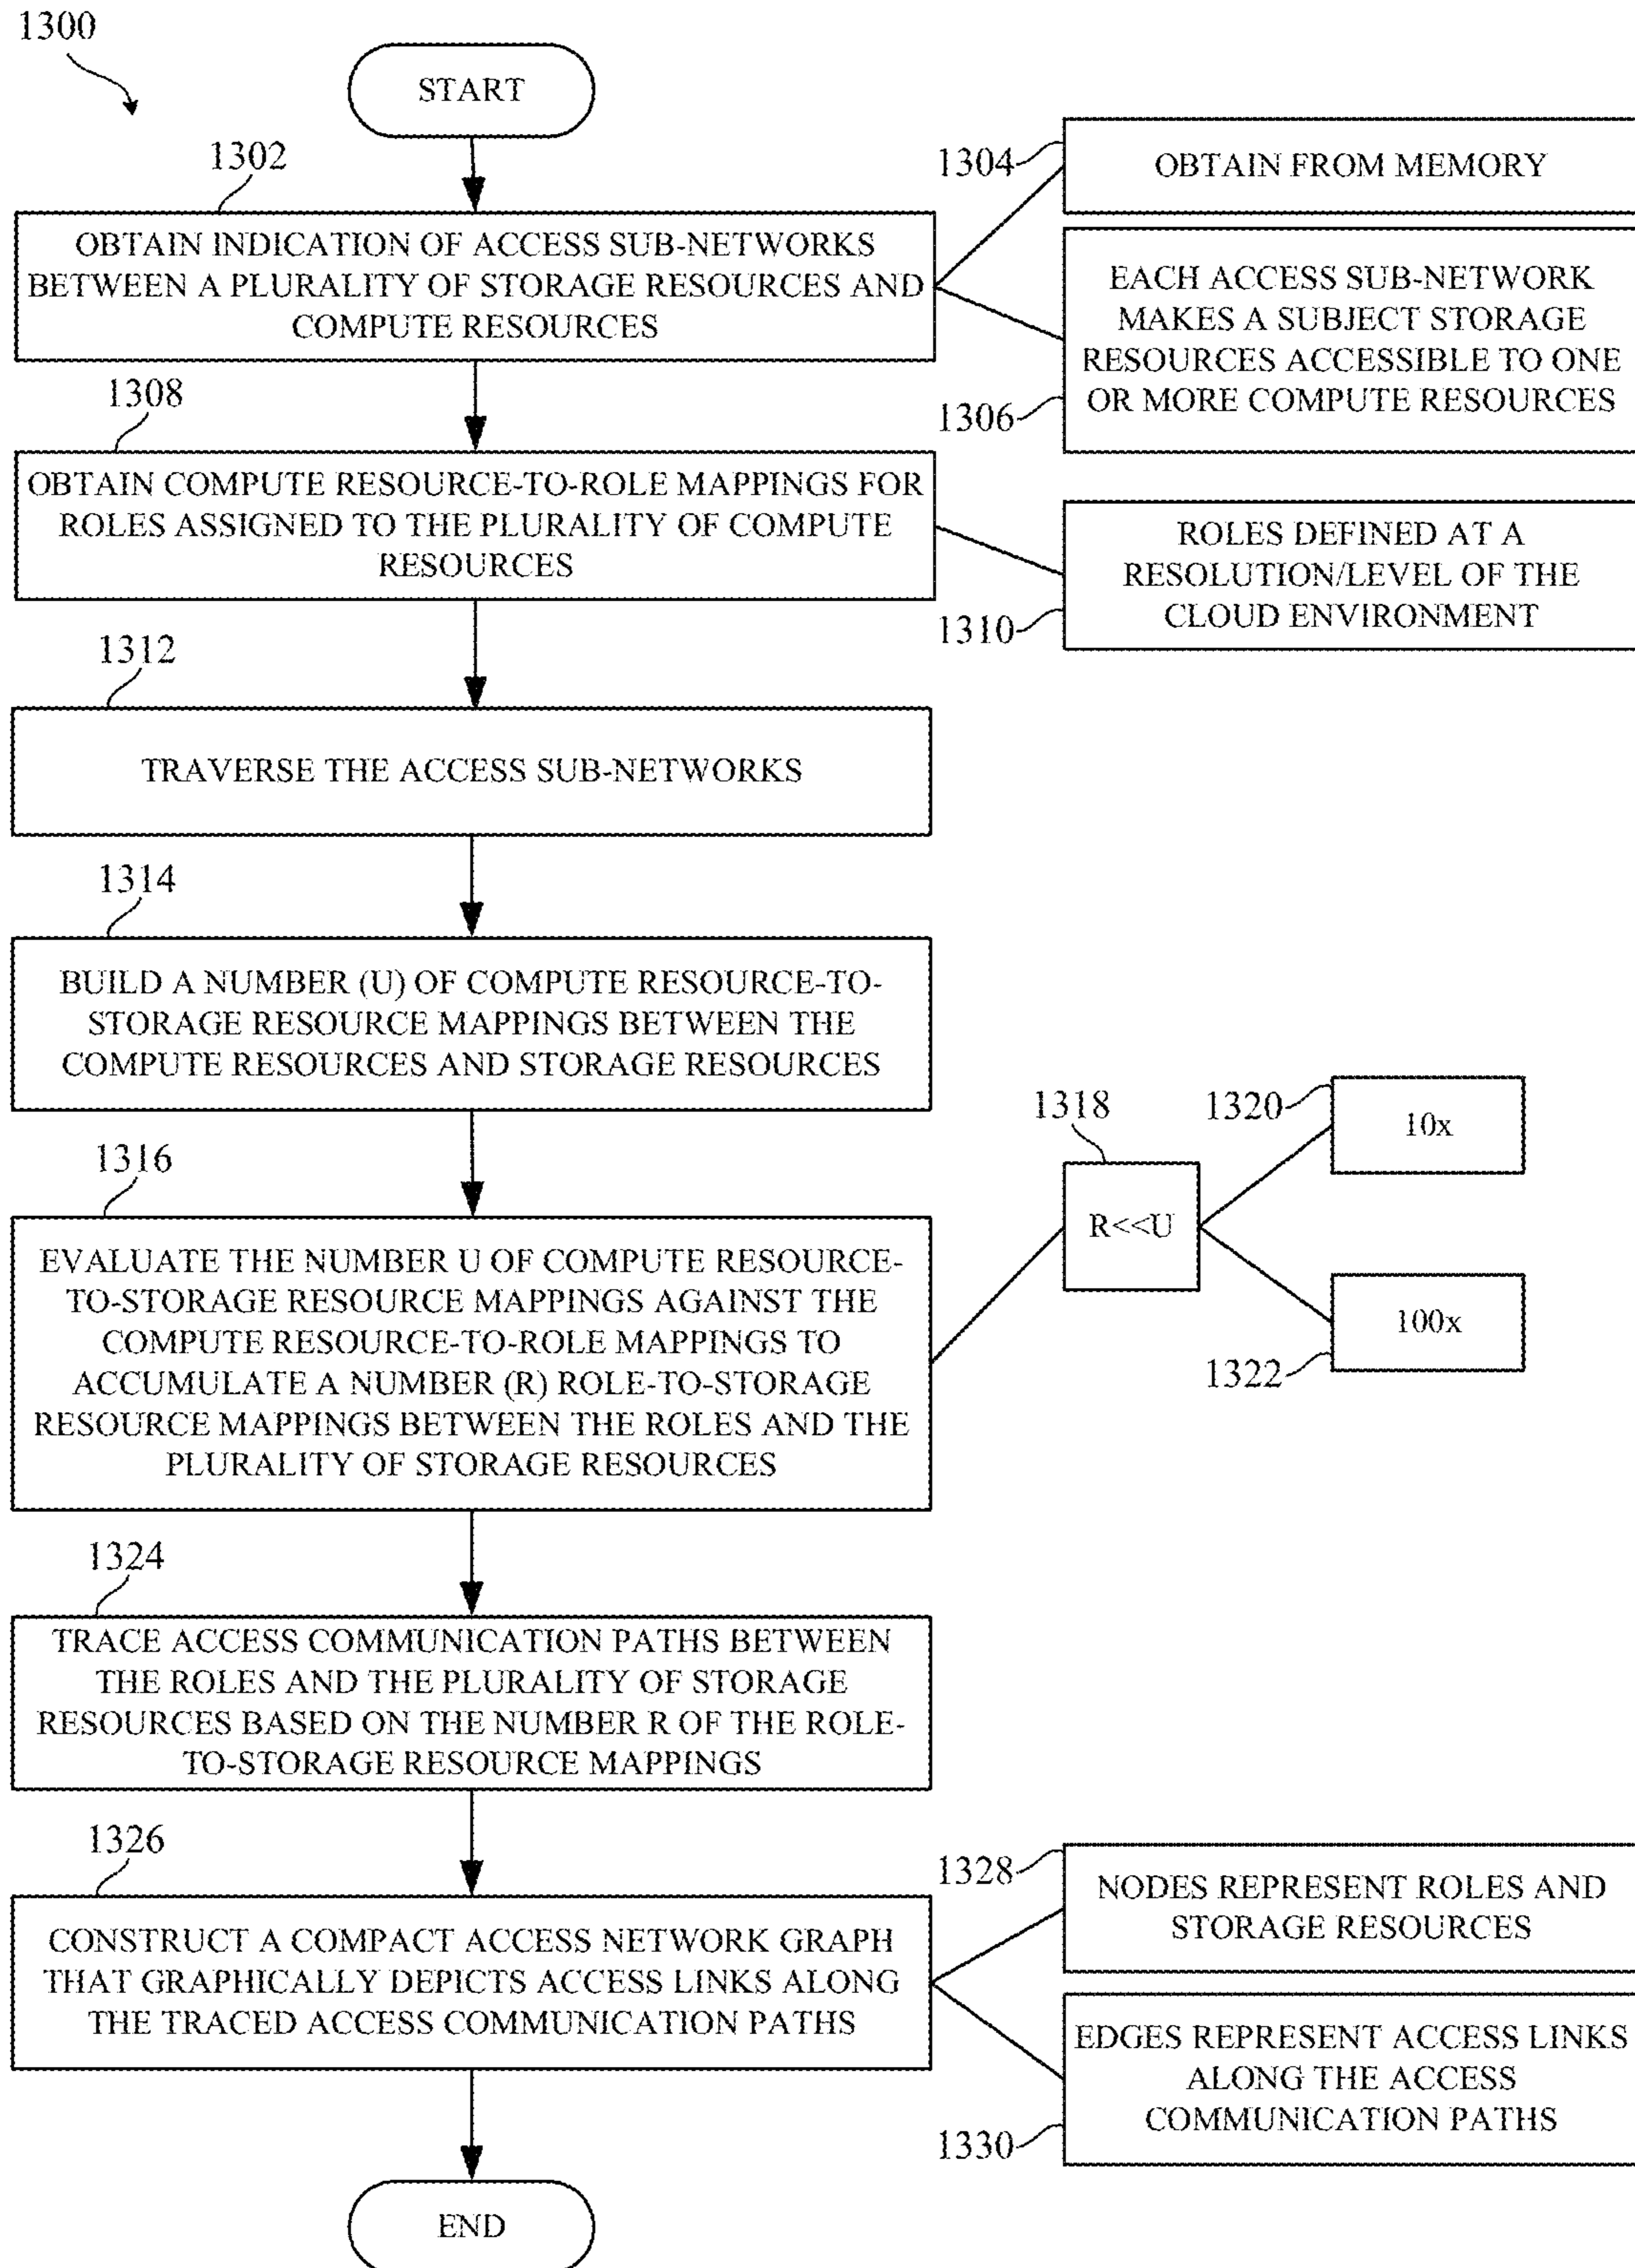 1300
START
1302
OBTAIN INDICATION OF ACCESS SUB-NETWORKS
BETWEEN A PLURALITY OF STORAGE RESOURCES AND
COMPUTE RESOURCES
1304
OBTAIN FROM MEMORY
EACH ACCESS SUB-NETWORK
MAKES A SUBJECT STORAGE
RESOURCES ACCESSIBLE TO ONE
OR MORE COMPUTE RESOURCES
1306
1308
OBTAIN COMPUTE RESOURCE-TO-ROLE MAPPINGS FOR
ROLES ASSIGNED TO THE PLURALITY OF COMPUTE
RESOURCES
ROLES DEFINED AT A
RESOLUTION/LEVEL OF THE
CLOUD ENVIRONMENT
1310
1312
TRAVERSE THE ACCESS SUB-NETWORKS
1314
BUILD A NUMBER (U) OF COMPUTE RESOURCE-TO-
STORAGE RESOURCE MAPPINGS BETWEEN THE
COMPUTE RESOURCES AND STORAGE RESOURCES
1316
EVALUATE THE NUMBER U OF COMPUTE RESOURCE-
TO-STORAGE RESOURCE MAPPINGS AGAINST THE
COMPUTE RESOURCE-TO-ROLE MAPPINGS TO
ACCUMULATE A NUMBER (R) ROLE-TO-STORAGE
RESOURCE MAPPINGS BETWEEN THE ROLES AND THE
PLURALITY OF STORAGE RESOURCES
1318
R<<U
1320
10x
100x
1322
1324
TRACE ACCESS COMMUNICATION PATHS BETWEEN
THE ROLES AND THE PLURALITY OF STORAGE
RESOURCES BASED ON THE NUMBER R OF THE ROLE-
TO-STORAGE RESOURCE MAPPINGS
1326
CONSTRUCT A COMPACT ACCESS NETWORK GRAPH
THAT GRAPHICALLY DEPICTS ACCESS LINKS ALONG
THE TRACED ACCESS COMMUNICATION PATHS
1328
NODES REPRESENT ROLES AND
STORAGE RESOURCES
EDGES REPRESENT ACCESS LINKS
ALONG THE ACCESS
COMMUNICATION PATHS
1330
END